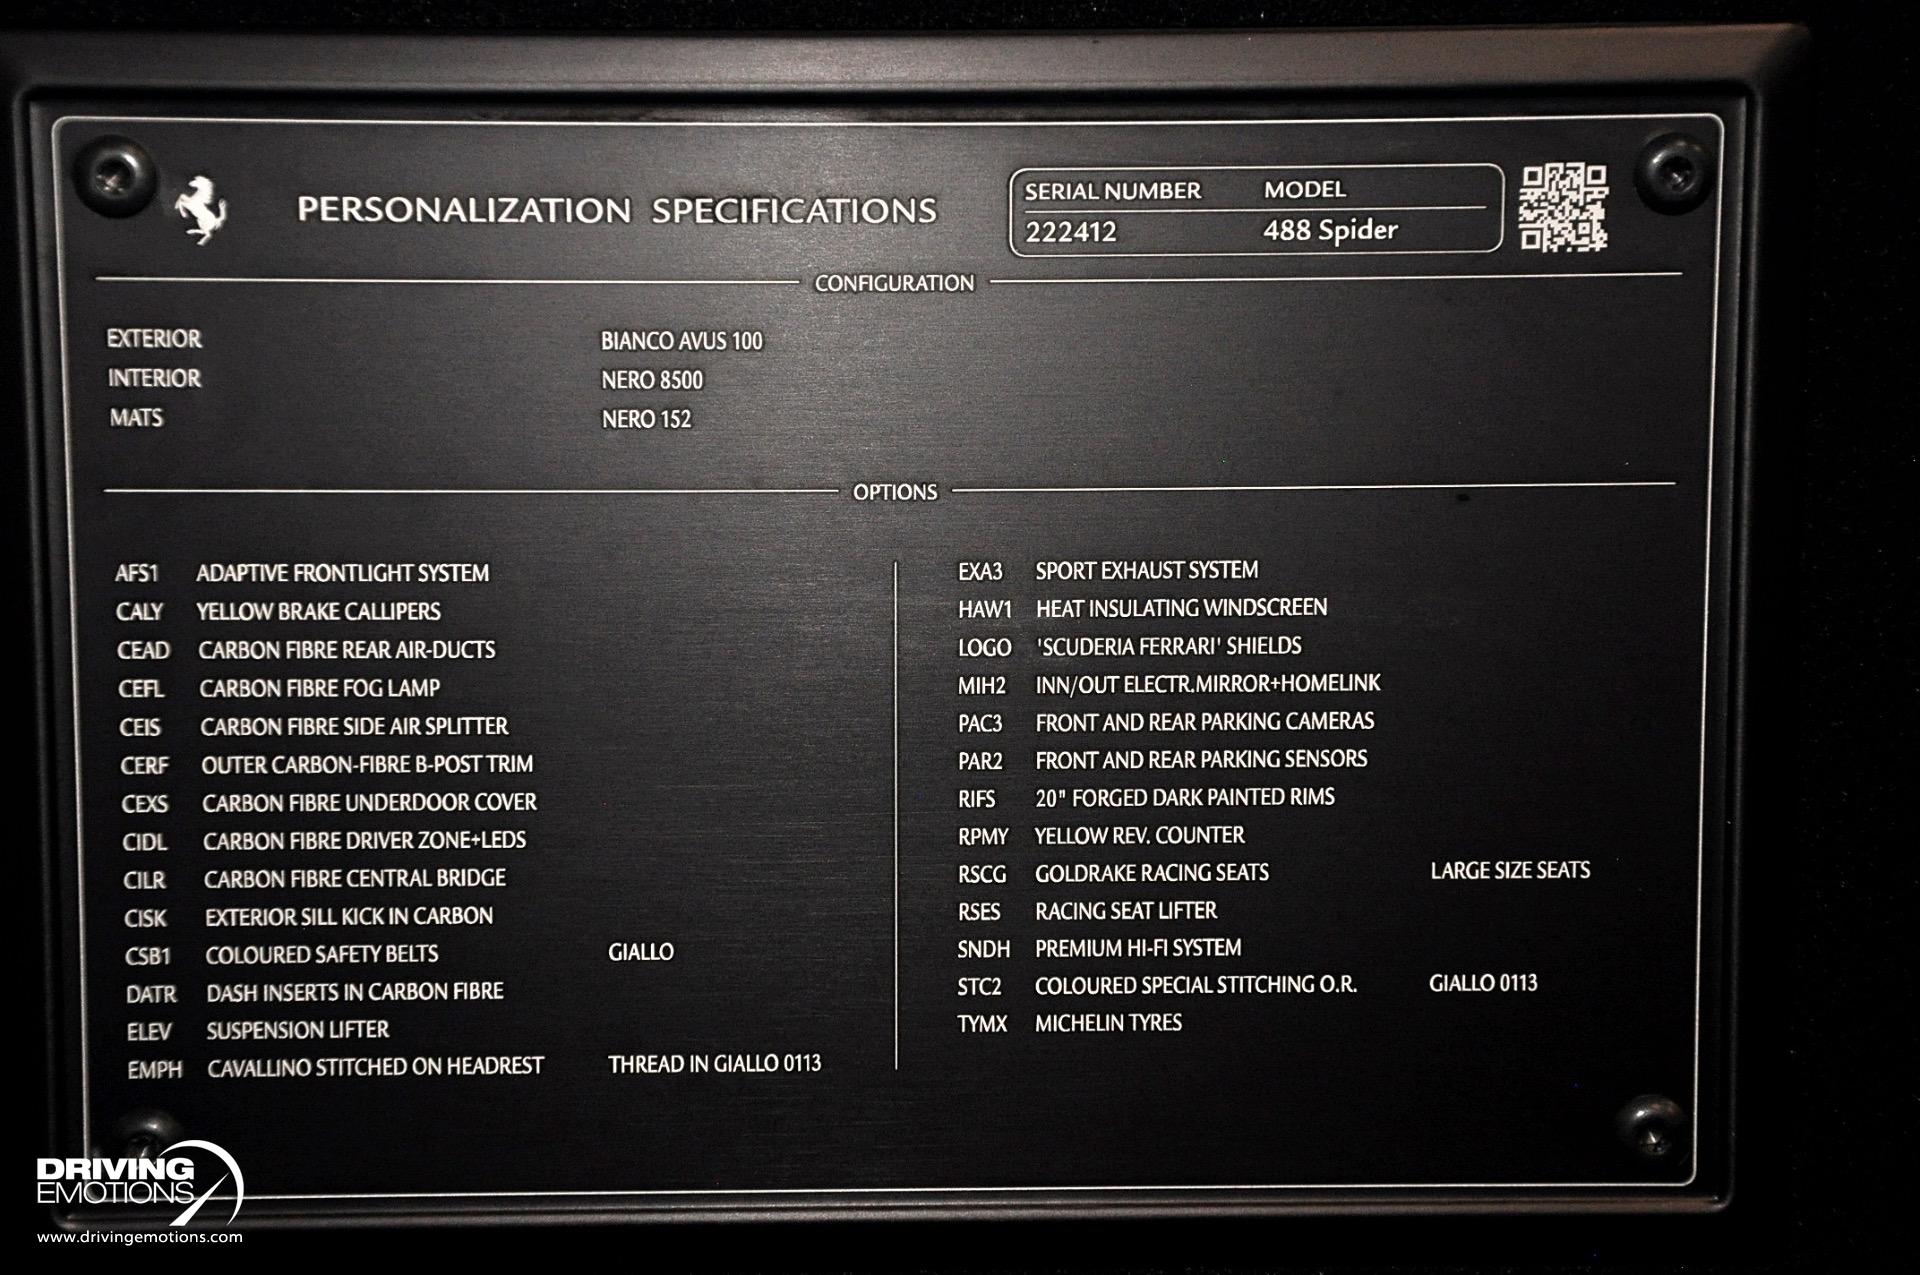 PERSONALIZATION SPECIFICATIONS
SERIAL NUMBER MODEL
222412 488 Spider
CONFIGURATION
EXTERIOR BIANCO AVUS 100
INTERIOR NERO 8500
MATS NERO 152
OPTIONS
AFS1 ADAPTIVE FRONTLIGHT SYSTEM
CALY YELLOW BRAKE CALLIPERS
CEAD CARBON FIBRE REAR AIR-DUCTS
CEFL CARBON FIBRE FOG LAMP
CEIS CARBON FIBRE SIDE AIR SPLITTER
CERF OUTER CARBON-FIBRE B-POST TRIM
CEXS CARBON FIBRE UNDERDOOR COVER
CIDL CARBON FIBRE DRIVER ZONE+LEDS
CILR CARBON FIBRE CENTRAL BRIDGE
CISK EXTERIOR SILL KICK IN CARBON
CSB1 COLOURED SAFETY BELTS GIALLO
DATR DASH INSERTS IN CARBON FIBRE
ELEV SUSPENSION LIFTER
EMPH CAVALLINO STITCHED ON HEADREST THREAD IN GIALLO 0113
EXA3 SPORT EXHAUST SYSTEM
HAW1 HEAT INSULATING WINDSCREEN
LOGO 'SCUDERIA FERRARI' SHIELDS
MIH2 INN/OUT ELECTR.MIRROR+HOMELINK
PAC3 FRONT AND REAR PARKING CAMERAS
PAR2 FRONT AND REAR PARKING SENSORS
RIFS 20" FORGED DARK PAINTED RIMS
RPMY YELLOW REV. COUNTER
RSCG GOLDRAKE RACING SEATS LARGE SIZE SEATS
RSES RACING SEAT LIFTER
SNDH PREMIUM HI-FI SYSTEM
STC2 COLOURED SPECIAL STITCHING O.R. GIALLO 0113
TYMX MICHELIN TYRES
DRIVING
EMOTIONS
www.drivingemotions.com